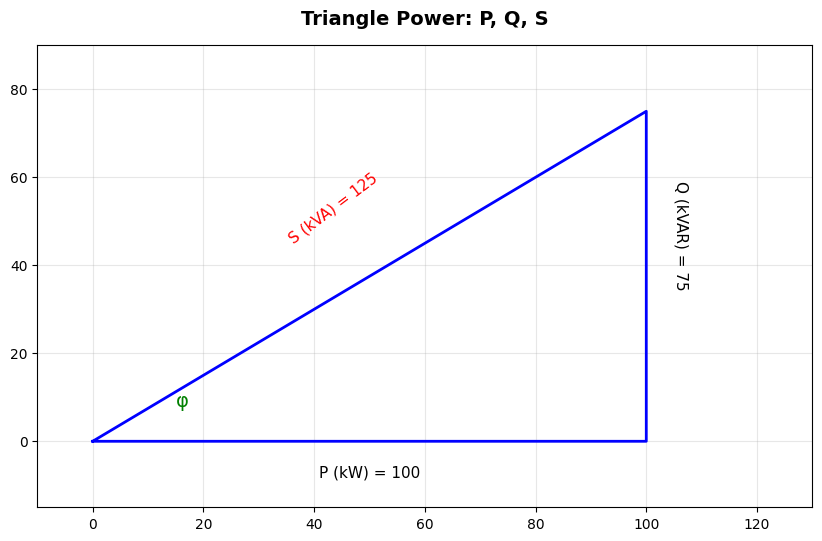 Triangle Power: P, Q, S
80
60
40
20
0
S (kVA) = 125
Q (kVAR) = 75
φ
P (kW) = 100
0
20
40
60
80
100
120